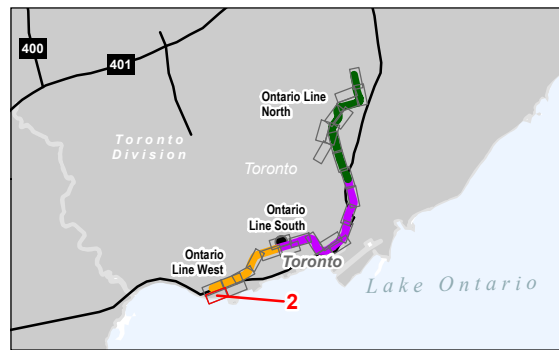 400
401
Ontario Line
North
Toronto
Division
Toronto
Ontario
Line South
Ontario
Line West
Toronto
Lake Ontario
2